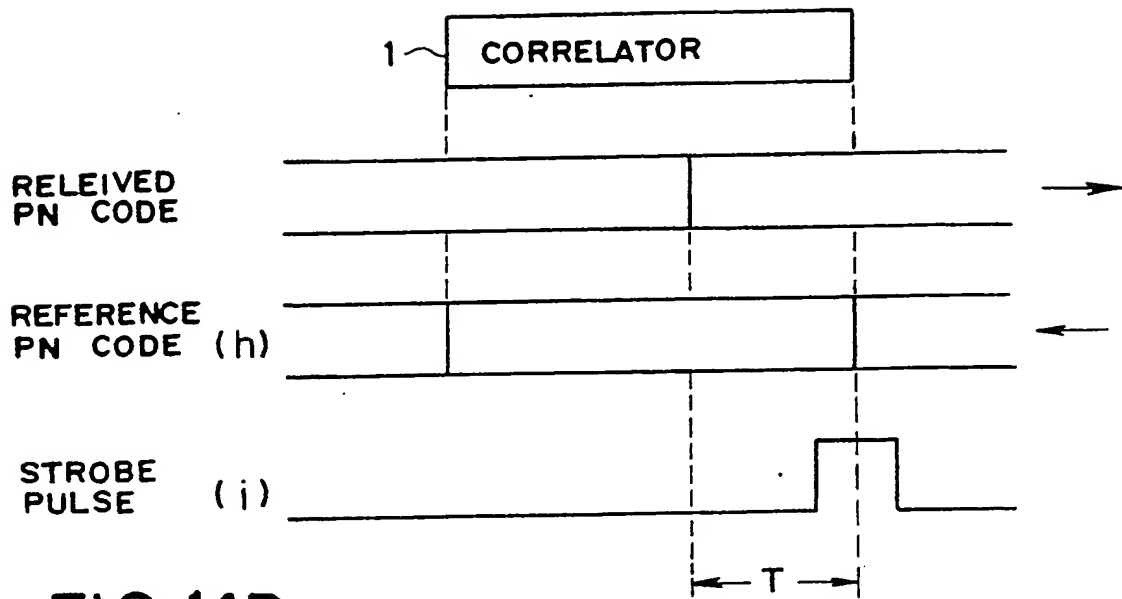 1 CORRELATOR
RELEIVED
PN CODE
REFERENCE
PN CODE (h)
STROBE
PULSE (i)
T